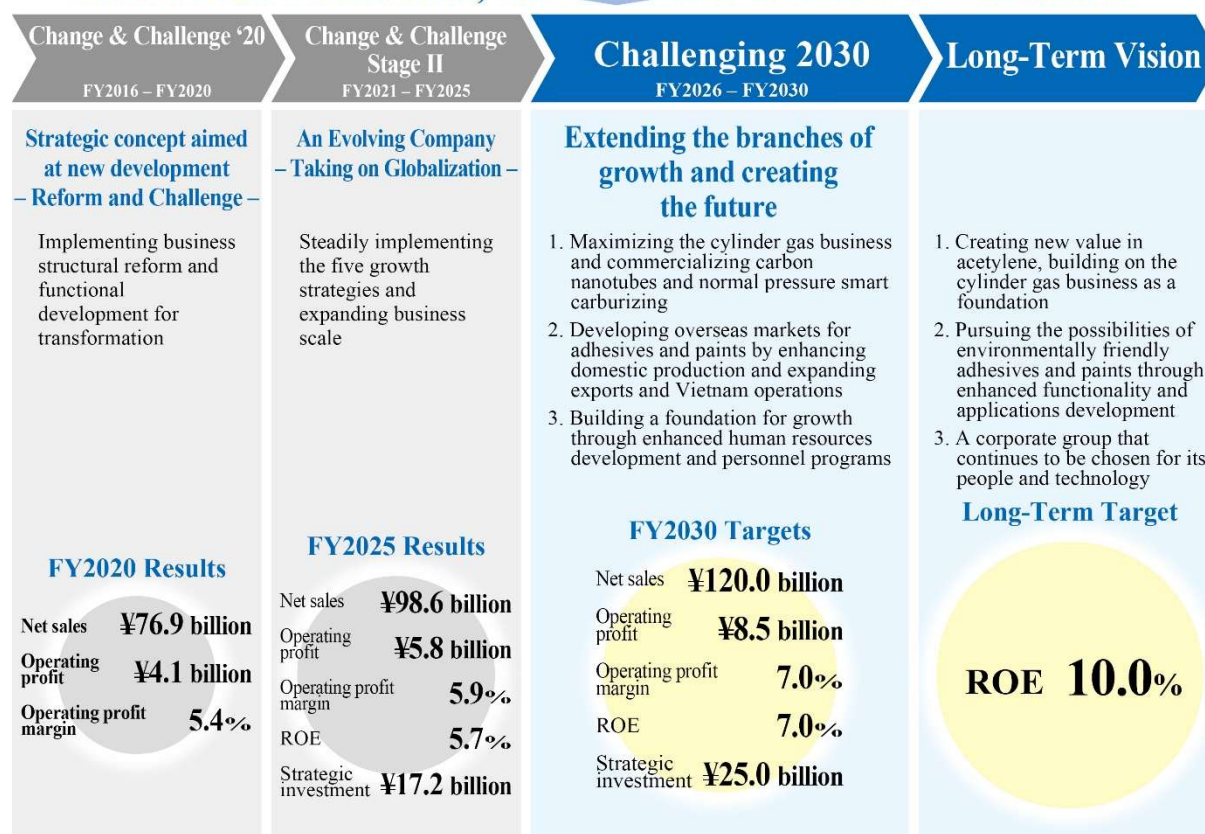 Change & Challenge ‘20
FY2016 – FY2020
Change & Challenge
Stage II
FY2021 – FY2025
Challenging 2030
FY2026 – FY2030
Long-Term Vision
Strategic concept aimed
at new development
– Reform and Challenge –
Implementing business
structural reform and
functional
development for
transformation
FY2020 Results
Net sales ¥76.9 billion
Operating
profit ¥4.1 billion
Operating profit
margin 5.4%
An Evolving Company
– Taking on Globalization –
Steadily implementing
the five growth
strategies and
expanding business
scale
FY2025 Results
Net sales ¥98.6 billion
Operating
profit ¥5.8 billion
Operating profit
margin 5.9%
ROE 5.7%
Strategic
investment ¥17.2 billion
Extending the branches of
growth and creating
the future
1. Maximizing the cylinder gas business
and commercializing carbon
nanotubes and normal pressure smart
carburizing
2. Developing overseas markets for
adhesives and paints by enhancing
domestic production and expanding
exports and Vietnam operations
3. Building a foundation for growth
through enhanced human resources
development and personnel programs
FY2030 Targets
Net sales ¥120.0 billion
Operating
profit ¥8.5 billion
Operating profit
margin 7.0%
ROE 7.0%
Strategic
investment ¥25.0 billion
1. Creating new value in
acetylene, building on the
cylinder gas business as a
foundation
2. Pursuing the possibilities of
environmentally friendly
adhesives and paints through
enhanced functionality and
applications development
3. A corporate group that
continues to be chosen for its
people and technology
Long-Term Target
ROE 10.0%